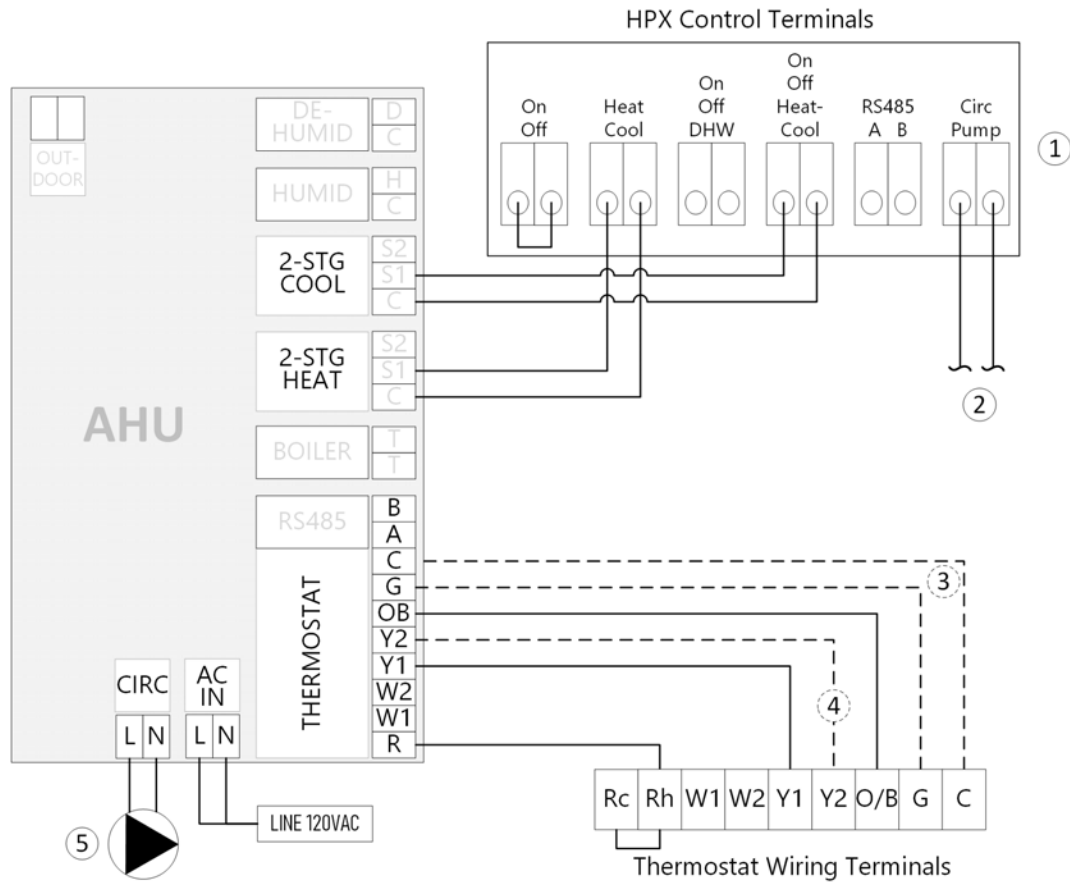 HPX Control Terminals
On
Off
Heat
Cool
On
Off
DHW
On
Off
Heat-
Cool
RS485
A B
Circ
Pump
1
OUT-
DOOR
DE-
HUMID
D
C
HUMID
H
C
2-STG
COOL
S2
S1
C
2-STG
HEAT
S2
S1
C
2
AHU
BOILER
T
T
RS485
B
A
THERMOSTAT
C
G
OB
Y2
Y1
W2
W1
R
3
4
CIRC
L N
AC
IN
L N
LINE 120VAC
5
Rc Rh W1 W2 Y1 Y2 O/B G C
Thermostat Wiring Terminals